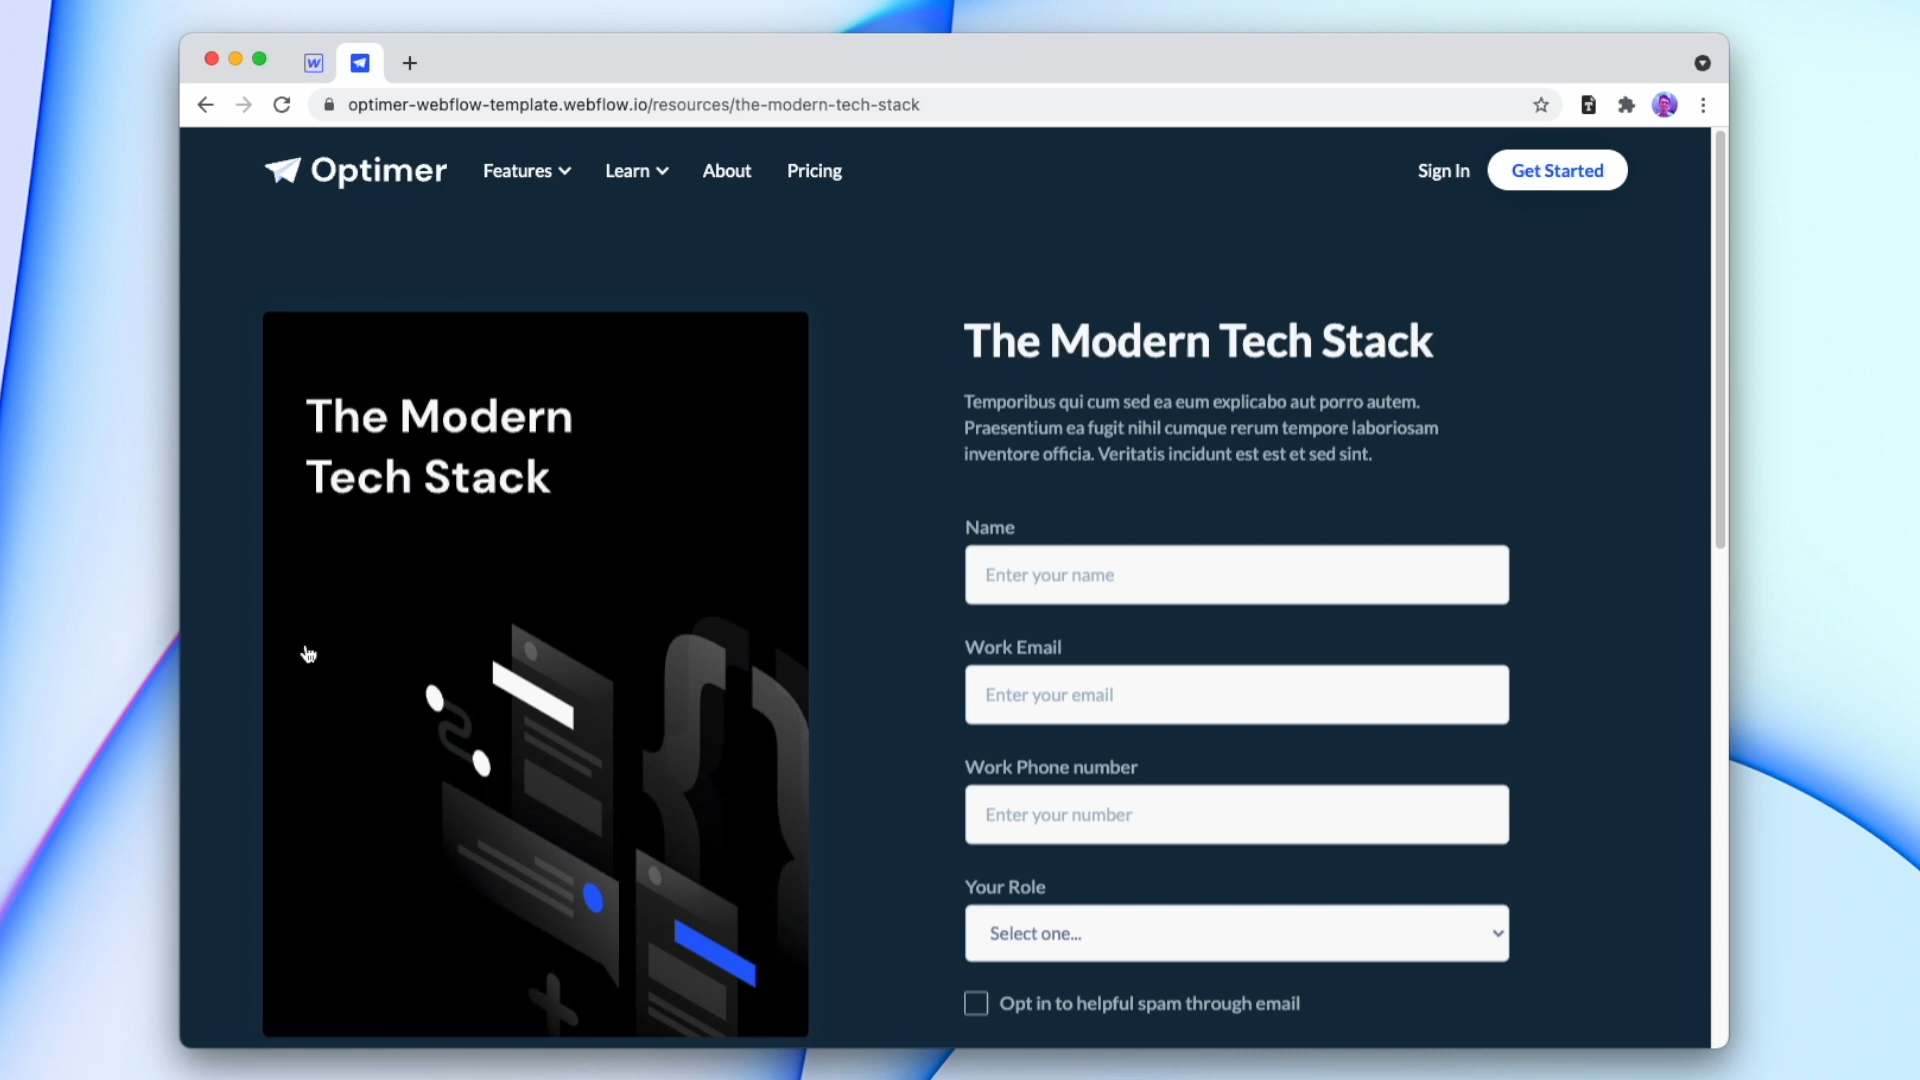 W
optimer-webflow-template.webflow.io/resources/the-modern-tech-stack
T
Optimer
Features
Learn
About
Pricing
Sign In
Get Started
The Modern
Tech Stack
The Modern Tech Stack
Temporibus qui cum sed ea eum explicabo aut porro autem.
Praesentium ea fugit nihil cumque rerum tempore laboriosam
inventore officia. Veritatis incidunt est est et sed sint.
Name
Enter your name
Work Email
Enter your email
Work Phone number
Enter your number
Your Role
Select one...
Opt in to helpful spam through email